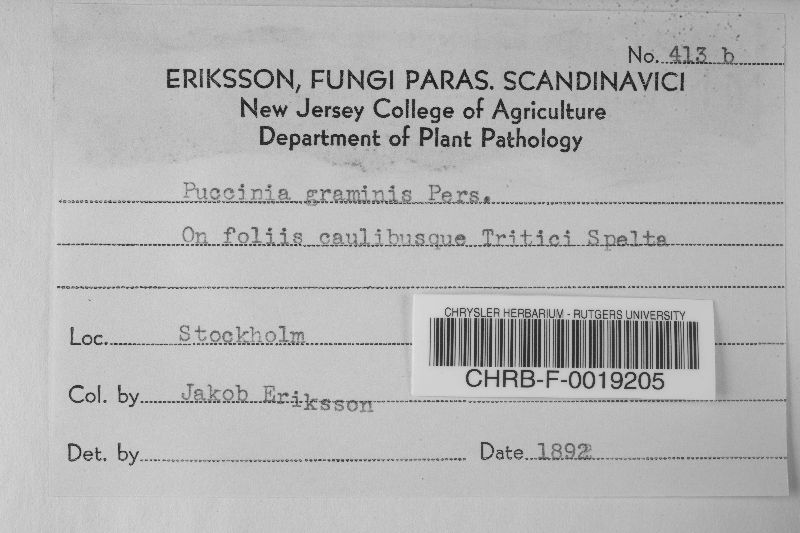 No. 413 b
ERIKSSON, FUNGI PARAS. SCANDINAVICI
New Jersey College of Agriculture
Department of Plant Pathology
Puccinia graminis Pers.
On foliis caulibusque Tritici Spelta
Loc. Stockholm
CHRYSLER HERBARIUM - RUTGERS UNIVERSITY
CHRB-F-0019205
Col. by Jakob Eriksson
Det. by
Date 1892